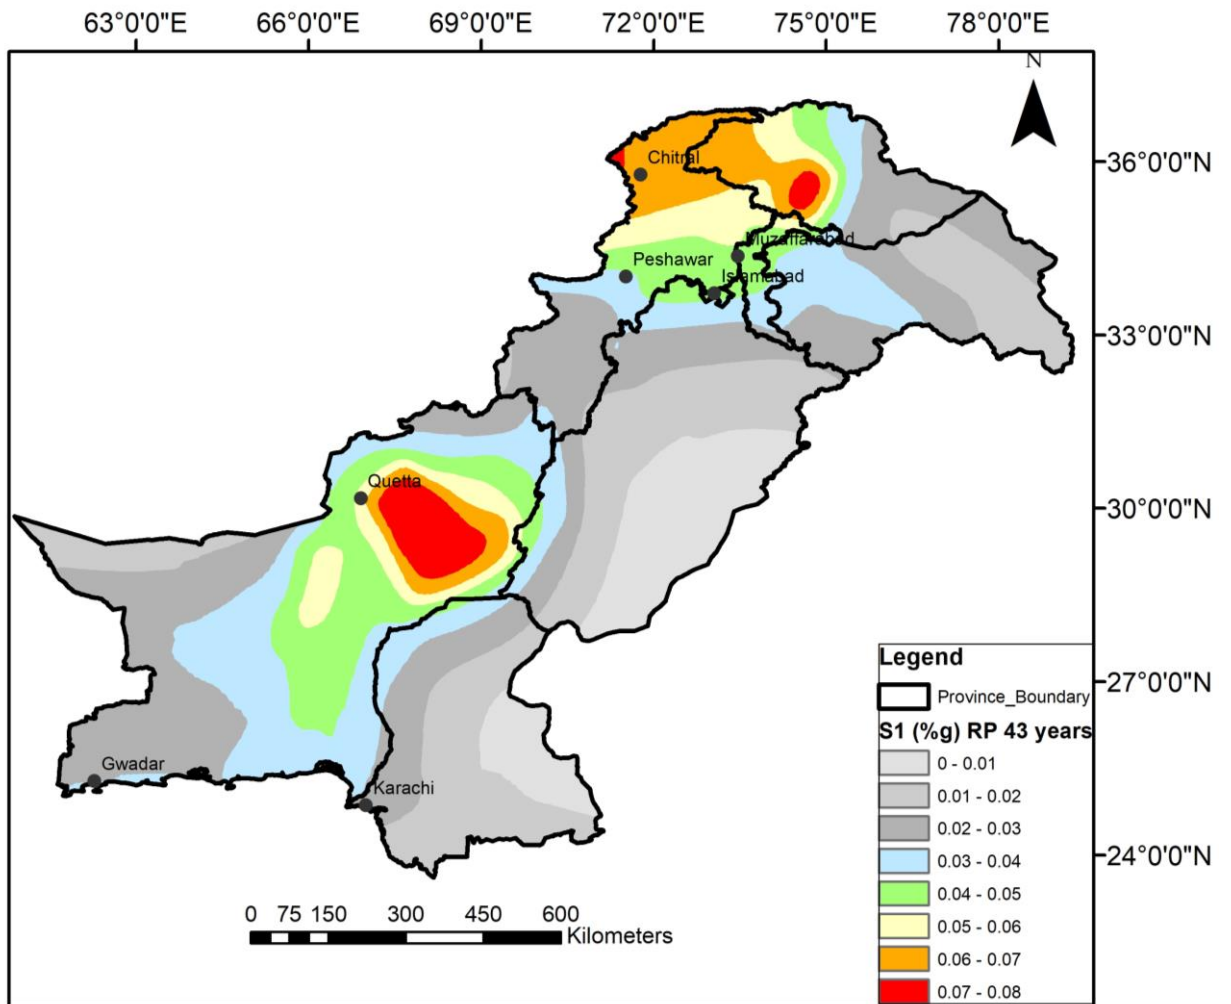 63°0'0"E 66°0'0"E 69°0'0"E 72°0'0"E 75°0'0"E 78°0'0"E
N
Chitral
36°0'0"N
Muzaffarabad
Peshawar
Islamabad
33°0'0"N
Quetta
30°0'0"N
Legend
27°0'0"N
Province_Boundary
S1 (%g) RP 43 years
Gwadar
0 - 0.01
Karachi
0.01 - 0.02
0.02 - 0.03
24°0'0"N
0.03 - 0.04
0.04 - 0.05
0 75 150 300 450 600
0.05 - 0.06
Kilometers
0.06 - 0.07
0.07 - 0.08